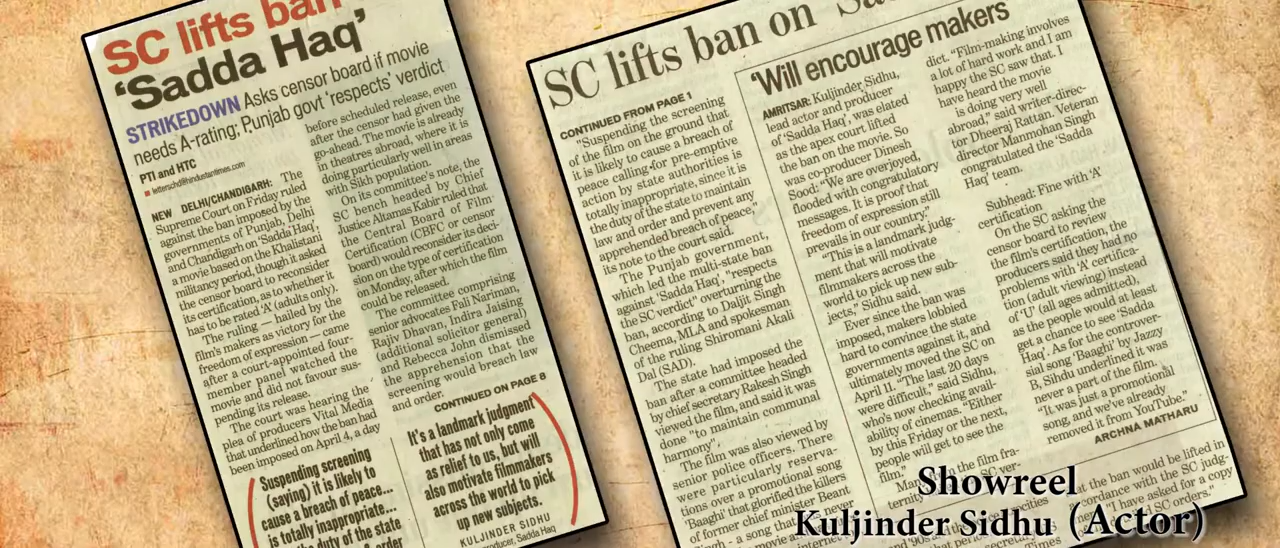 SC lifts ban
'Sadda Haq'
STRIKEDOWN Asks censor board if movie
needs A-rating; Punjab govt 'respects' verdict
PTI and HTC
letterschd@hindustantimes.com
NEW DELHI/CHANDIGARH: The
Supreme Court on Friday ruled
against the ban imposed by the
governments of Punjab, Delhi
and Chandigarh on 'Sadda Haq',
a movie based on the Khalistani
militancy period, though it asked
the censor board to reconsider
its certification, as to whether it
has to be rated 'A' (adults only).
The ruling — hailed by the
film's makers as victory for the
freedom of expression — came
after a court-appointed four-
member panel watched the
movie and did not favour sus-
pending its release.
The court was hearing the
plea of producers Vital Media
that underlined how the ban had
been imposed on April 4, a day
Suspending screening
(saying) it is likely to
cause a breach of peace...
is totally inappropriate...
the duty of the state
order
before scheduled release, even
after the censor had given the
go-ahead. The movie is already
in theatres abroad, where it is
doing particularly well in areas
with Sikh population.
On its committee's note, the
SC bench headed by Chief
Justice Altamas Kabir ruled that
the Central Board of Film
Certification (CBFC or censor
board) would reconsider its deci-
sion on the type of certification
on Monday, after which the film
could be released.
The committee comprising
senior advocates Fali Nariman,
Rajiv Dhavan, Indira Jaising
(additional solicitor general)
and Rebecca John dismissed
the apprehension that the
screening would breach law
and order.
CONTINUED ON PAGE 8
It's a landmark judgment
that has not only come
as relief to us, but will
also motivate filmmakers
across the world to pick
up new subjects.
KULJINDER SIDHU
producer, Sadda Haq
SC lifts ban on
CONTINUED FROM PAGE 1
"Suspending the screening
of the film on the ground that
it is likely to cause a breach of
peace calling-for pre-emptive
action by state authorities is
totally inappropriate, since it is
the duty of the state to maintain
law and order and prevent any
apprehended breach of peace,"
its note to the court said.
The Punjab government,
which led the multi-state ban
against 'Sadda Haq', "respects
the SC verdict" overturning the
ban, according to Daljit Singh
Cheema, MLA and spokesman
of the ruling Shiromani Akali
Dal (SAD).
The state had imposed the
ban after a committee headed
by chief secretary Rakesh Singh
viewed the film, and said it was
done "to maintain communal
harmony".
The film was also viewed by
senior police officers. There
were particularly reserva-
tions over a promotional song
'Baaghi' that glorified the killers
of former chief minister Beant
Singh - a song that
'Will encourage makers
AMRITSAR: Kuljinder Sidhu,
lead actor and producer
of 'Sadda Haq', was elated
as the apex court lifted
the ban on the movie. So
was co-producer Dinesh
Sood: "We are overjoyed,
flooded with congratulatory
messages. It is proof that
freedom of expression still
prevails in our country."
"This is a landmark judg-
ment that will motivate
filmmakers across the
world to pick up new sub-
jects," Sidhu said.
Ever since the ban was
imposed, makers lobbied
hard to convince the state
governments against it, and
ultimately moved the SC on
April 11. "The last 20 days
were difficult," said Sidhu,
who's now checking avail-
ability of cinemas. "Either
by this Friday or the next,
people will get to see the
film."
dict. "Film-making involves
a lot of hard work and I am
happy the SC saw that. I
have heard the movie
is doing very well
abroad," said writer-direc-
tor Dheeraj Rattan. Veteran
director Manmohan Singh
congratulated the 'Sadda
Haq' team.
Subhead: Fine with 'A'
certification
On the SC asking the
censor board to review
the film's certification, the
producers said they had no
problems with 'A' certifica-
tion (adult viewing) instead
of 'U' (all ages admitted),
as the people would at least
get a chance to see 'Sadda
Haq'. As for the controver-
sial song 'Baaghi' by Jazzy
B, Sihdu underlined it was
never a part of the film.
"It was just a promotional
song, and we've already
removed it from YouTube."
ARCHNA MATHARU
the ban would be lifted in
accordance with the SC judg-
"I have asked for a copy
SC orders."
Showreel
Kuljinder Sidhu (Actor)